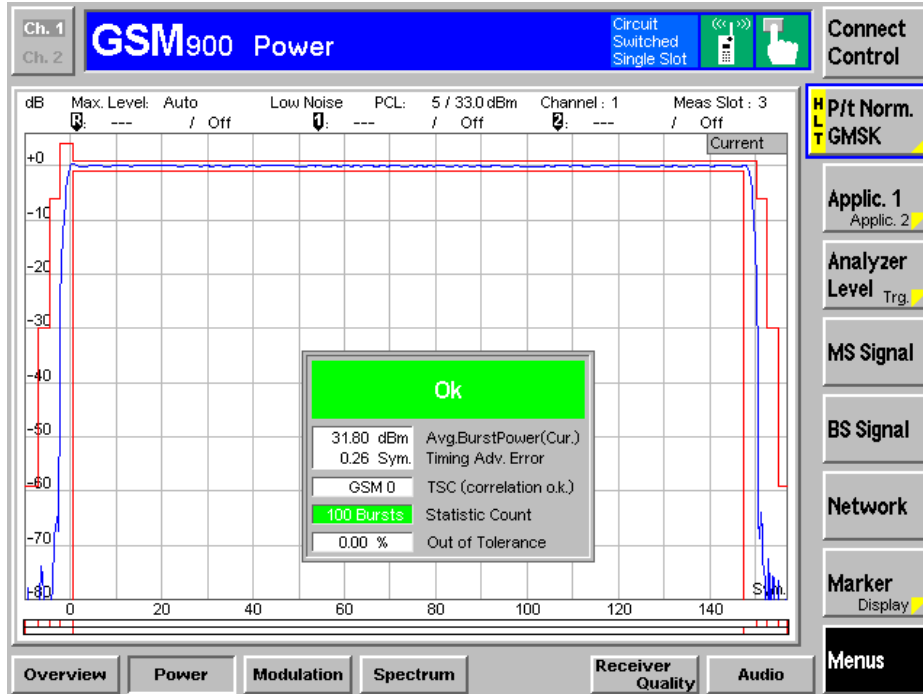 Ch. 1
Ch. 2
GSM900 Power
Circuit
Switched
Single Slot
Connect
Control
dB Max. Level: Auto Low Noise PCL: 5 / 33.0 dBm Channel : 1 Meas Slot : 3
R: --- / Off 1: --- / Off 2: --- / Off
Current
+0
-10
-20
-30
-40
-50
-60
-70
-80
Ok
31.80 dBm Avg.BurstPower(Cur.)
0.26 Sym. Timing Adv. Error
GSM 0 TSC (correlation o.k.)
100 Bursts Statistic Count
0.00 % Out of Tolerance
Sym.
0 20 40 60 80 100 120 140
H
L
T
P/t Norm.
GMSK
Applic. 1
Applic. 2
Analyzer
Level Trg.
MS Signal
BS Signal
Network
Marker
Display
Menus
Overview Power Modulation Spectrum Receiver Quality Audio